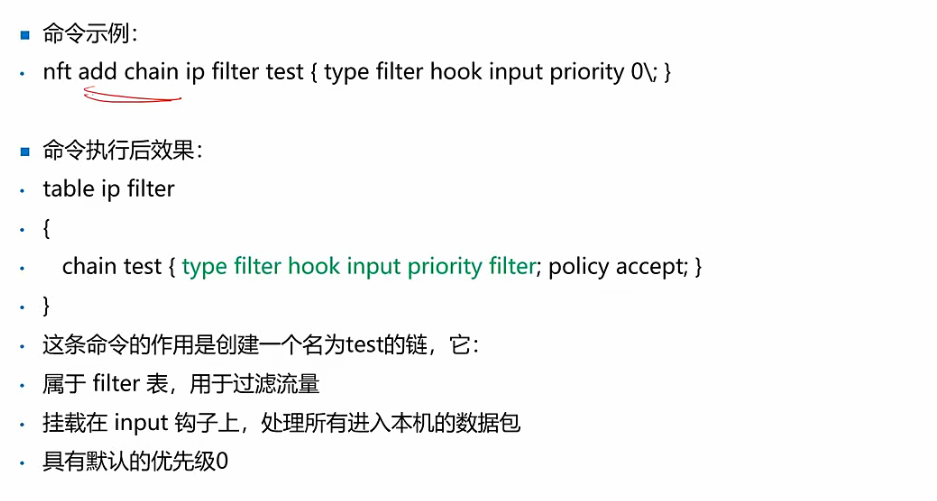 命令示例：
nft add chain ip filter test { type filter hook input priority 0\; }
命令执行后效果：
table ip filter
{
chain test { type filter hook input priority filter; policy accept; }
}
这条命令的作用是创建一个名为test的链，它：
属于 filter 表，用于过滤流量
挂载在 input 钩子上，处理所有进入本机的数据包
具有默认的优先级0